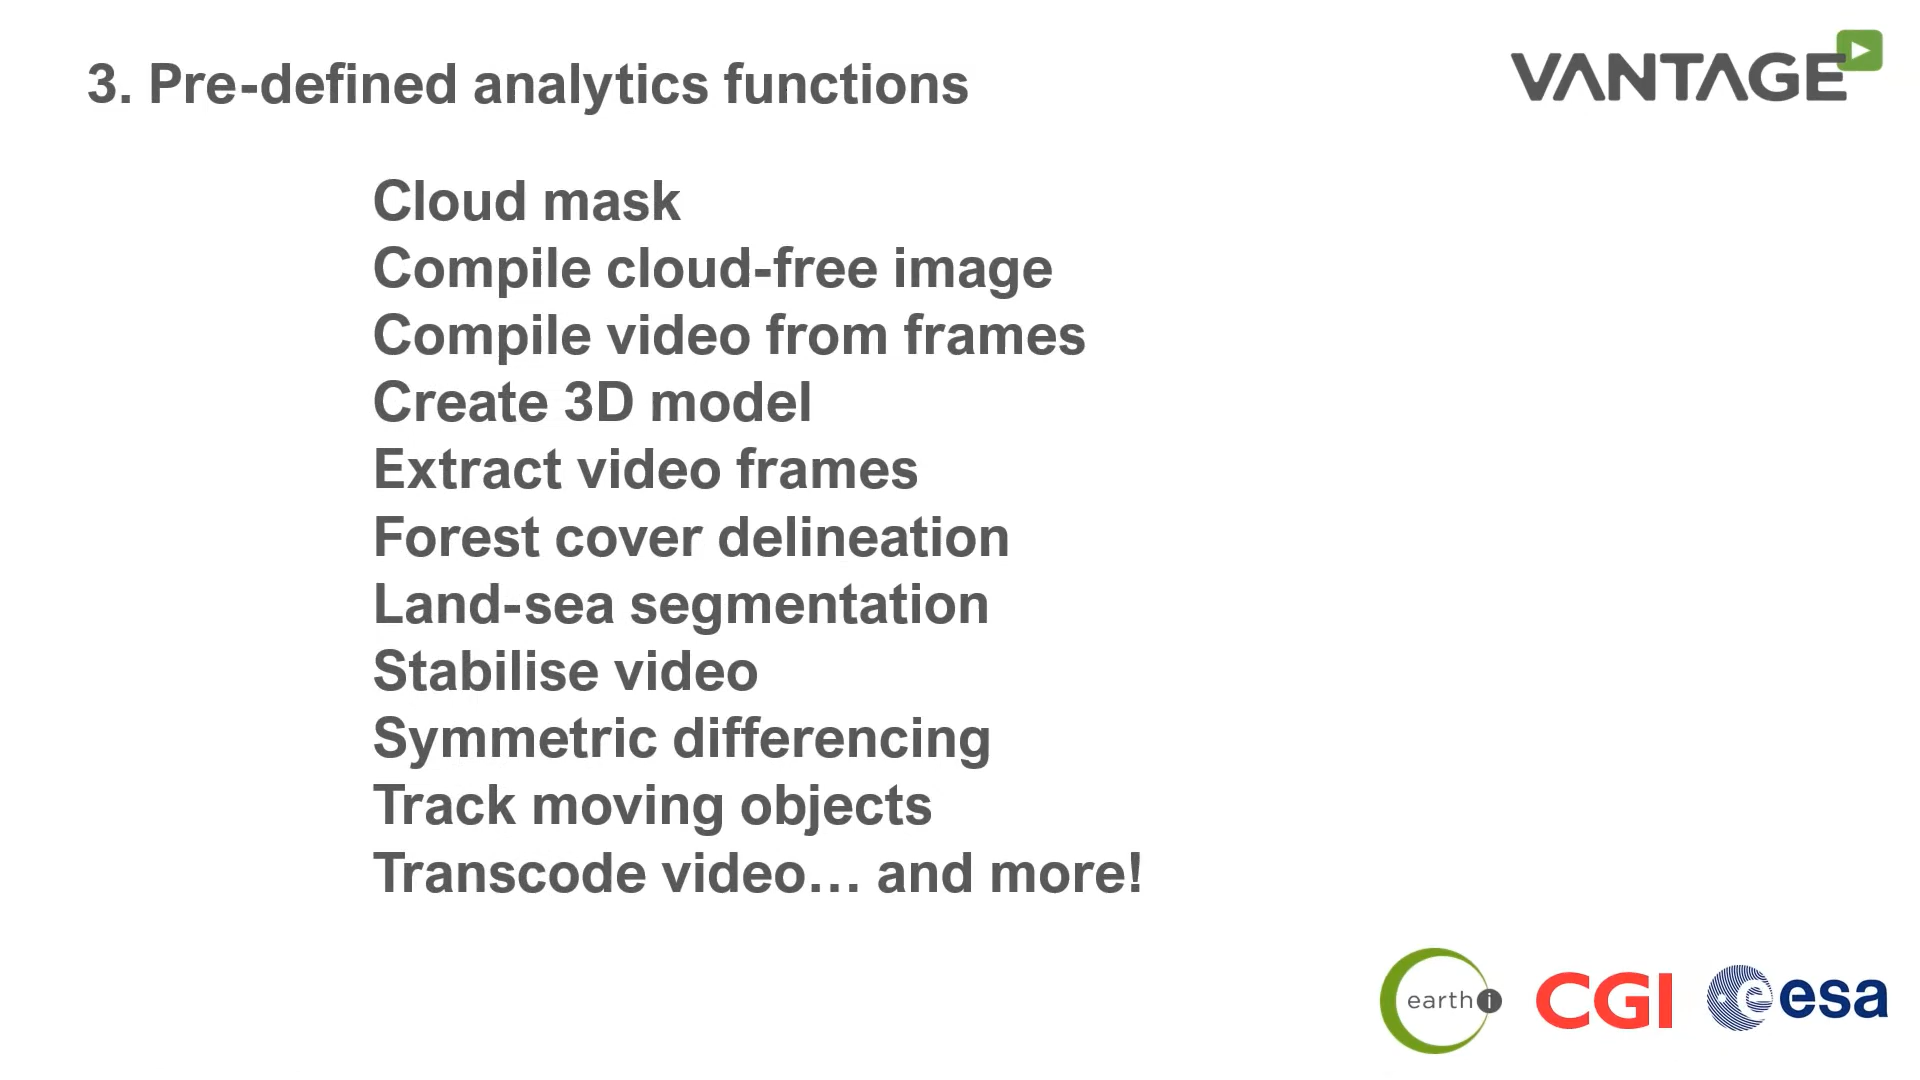 3. Pre-defined analytics functions
VANTAGE
Cloud mask
Compile cloud-free image
Compile video from frames
Create 3D model
Extract video frames
Forest cover delineation
Land-sea segmentation
Stabilise video
Symmetric differencing
Track moving objects
Transcode video… and more!
earth i
CGI
esa